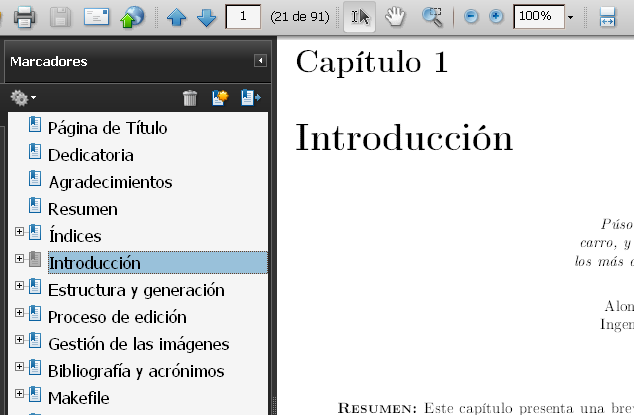 1
(21 de 91)
100%
Marcadores
Página de Título
Dedicatoria
Agradecimientos
Resumen
Índices
Introducción
Estructura y generación
Proceso de edición
Gestión de las imágenes
Bibliografía y acrónimos
Makefile
Capítulo 1
Introducción
Púso
carro, y
los más
Alon
Ingen
RESUMEN: Este capítulo presenta una bre